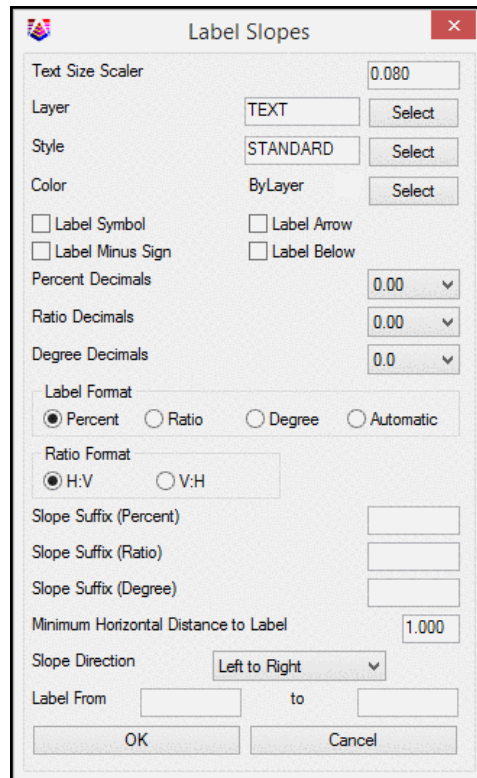 Label Slopes
Text Size Scaler 0.080
Layer TEXT Select
Style STANDARD Select
Color ByLayer Select
Label Symbol Label Arrow
Label Minus Sign Label Below
Percent Decimals 0.00
Ratio Decimals 0.00
Degree Decimals 0.0
Label Format
Percent Ratio Degree Automatic
Ratio Format
H:V V:H
Slope Suffix (Percent)
Slope Suffix (Ratio)
Slope Suffix (Degree)
Minimum Horizontal Distance to Label 1.000
Slope Direction Left to Right
Label From to
OK Cancel